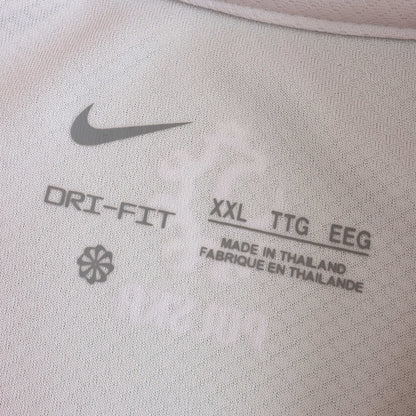 DRI-FIT XXL TTG EEG
MADE IN THAILAND
FABRIQUE EN THAILANDE